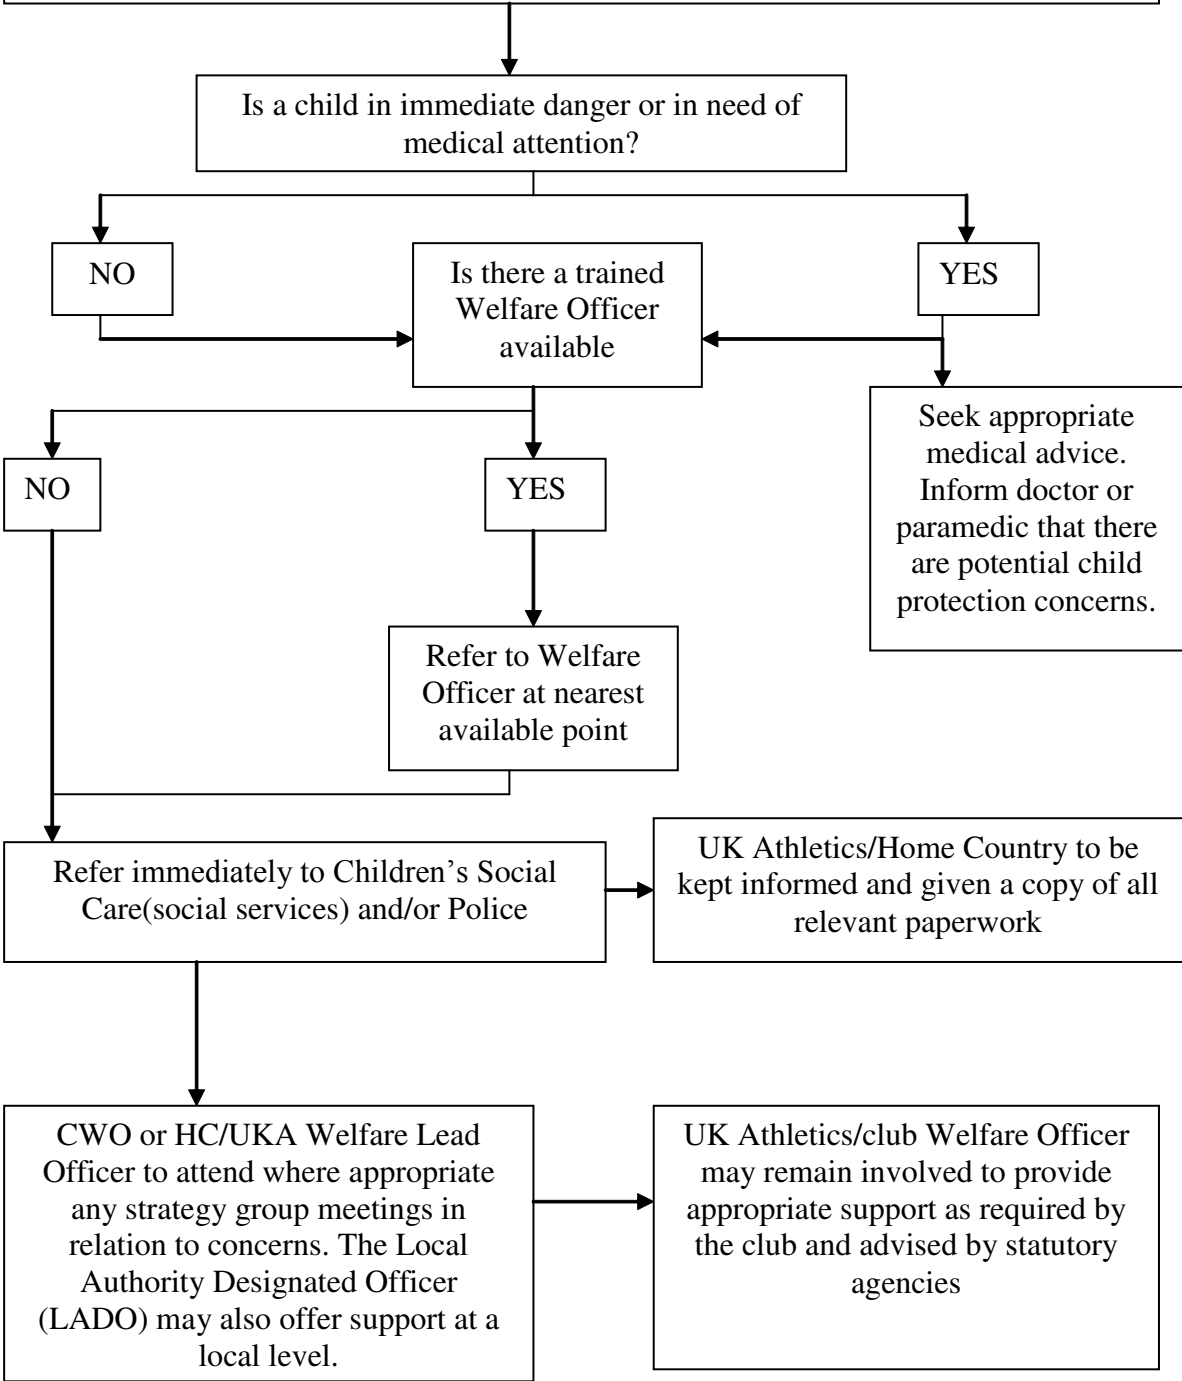 Is a child in immediate danger or in need of
medical attention?
NO
Is there a trained
Welfare Officer
available
YES
Seek appropriate
medical advice.
Inform doctor or
paramedic that there
are potential child
protection concerns.
NO
YES
Refer to Welfare
Officer at nearest
available point
Refer immediately to Children’s Social
Care(social services) and/or Police
UK Athletics/Home Country to be
kept informed and given a copy of all
relevant paperwork
CWO or HC/UKA Welfare Lead
Officer to attend where appropriate
any strategy group meetings in
relation to concerns. The Local
Authority Designated Officer
(LADO) may also offer support at a
local level.
UK Athletics/club Welfare Officer
may remain involved to provide
appropriate support as required by
the club and advised by statutory
agencies